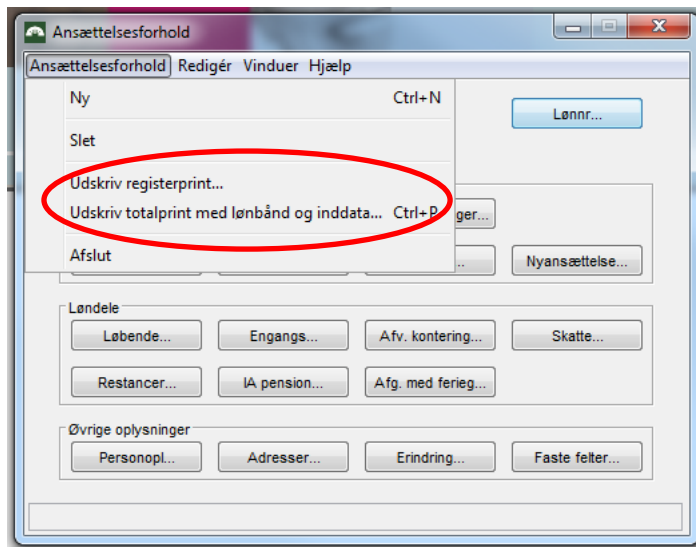 Ansættelsesforhold
Ansættelsesforhold Redigér Vinduer Hjælp
Ny Ctrl+N
Lønnr...
Slet
Udskriv registerprint...
Udskriv totalprint med lønbånd og inddata... Ctrl+P
ger...
Afslut
..
Nyansættelse...
Løndele
Løbende... Engangs... Afv. kontering... Skatte...
Restancer... IA pension... Afg. med ferieg...
Øvrige oplysninger
Personopl... Adresser... Erindring... Faste felter...